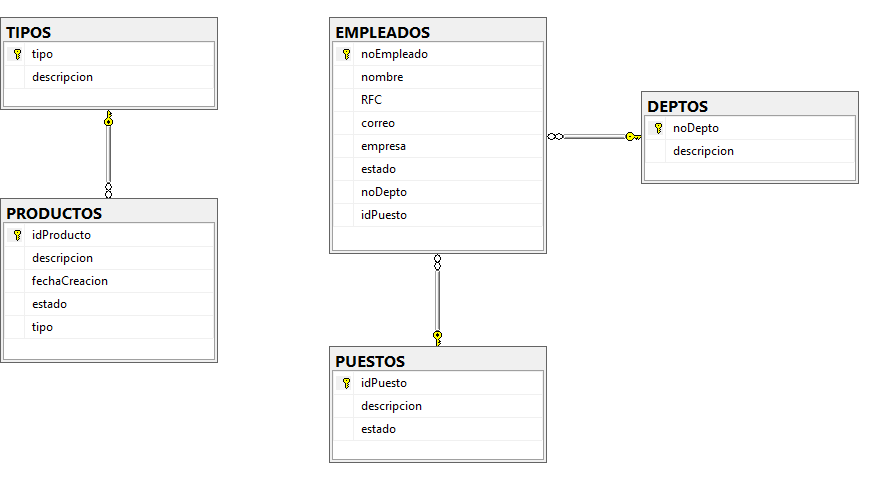 TIPOS
tipo
descripcion
PRODUCTOS
idProducto
descripcion
fechaCreacion
estado
tipo
EMPLEADOS
noEmpleado
nombre
RFC
correo
empresa
estado
noDepto
idPuesto
PUESTOS
idPuesto
descripcion
estado
DEPTOS
noDepto
descripcion